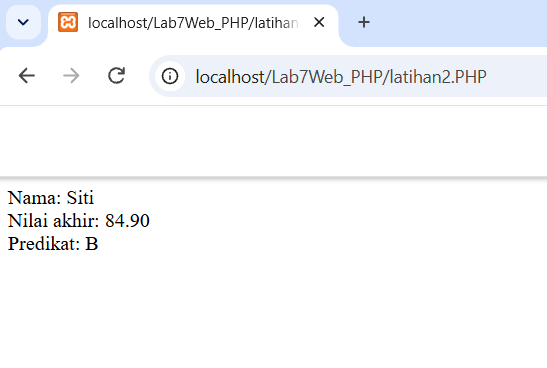 localhost/Lab7Web_PHP/latihan
localhost/Lab7Web_PHP/latihan2.PHP
Nama: Siti
Nilai akhir: 84.90
Predikat: B